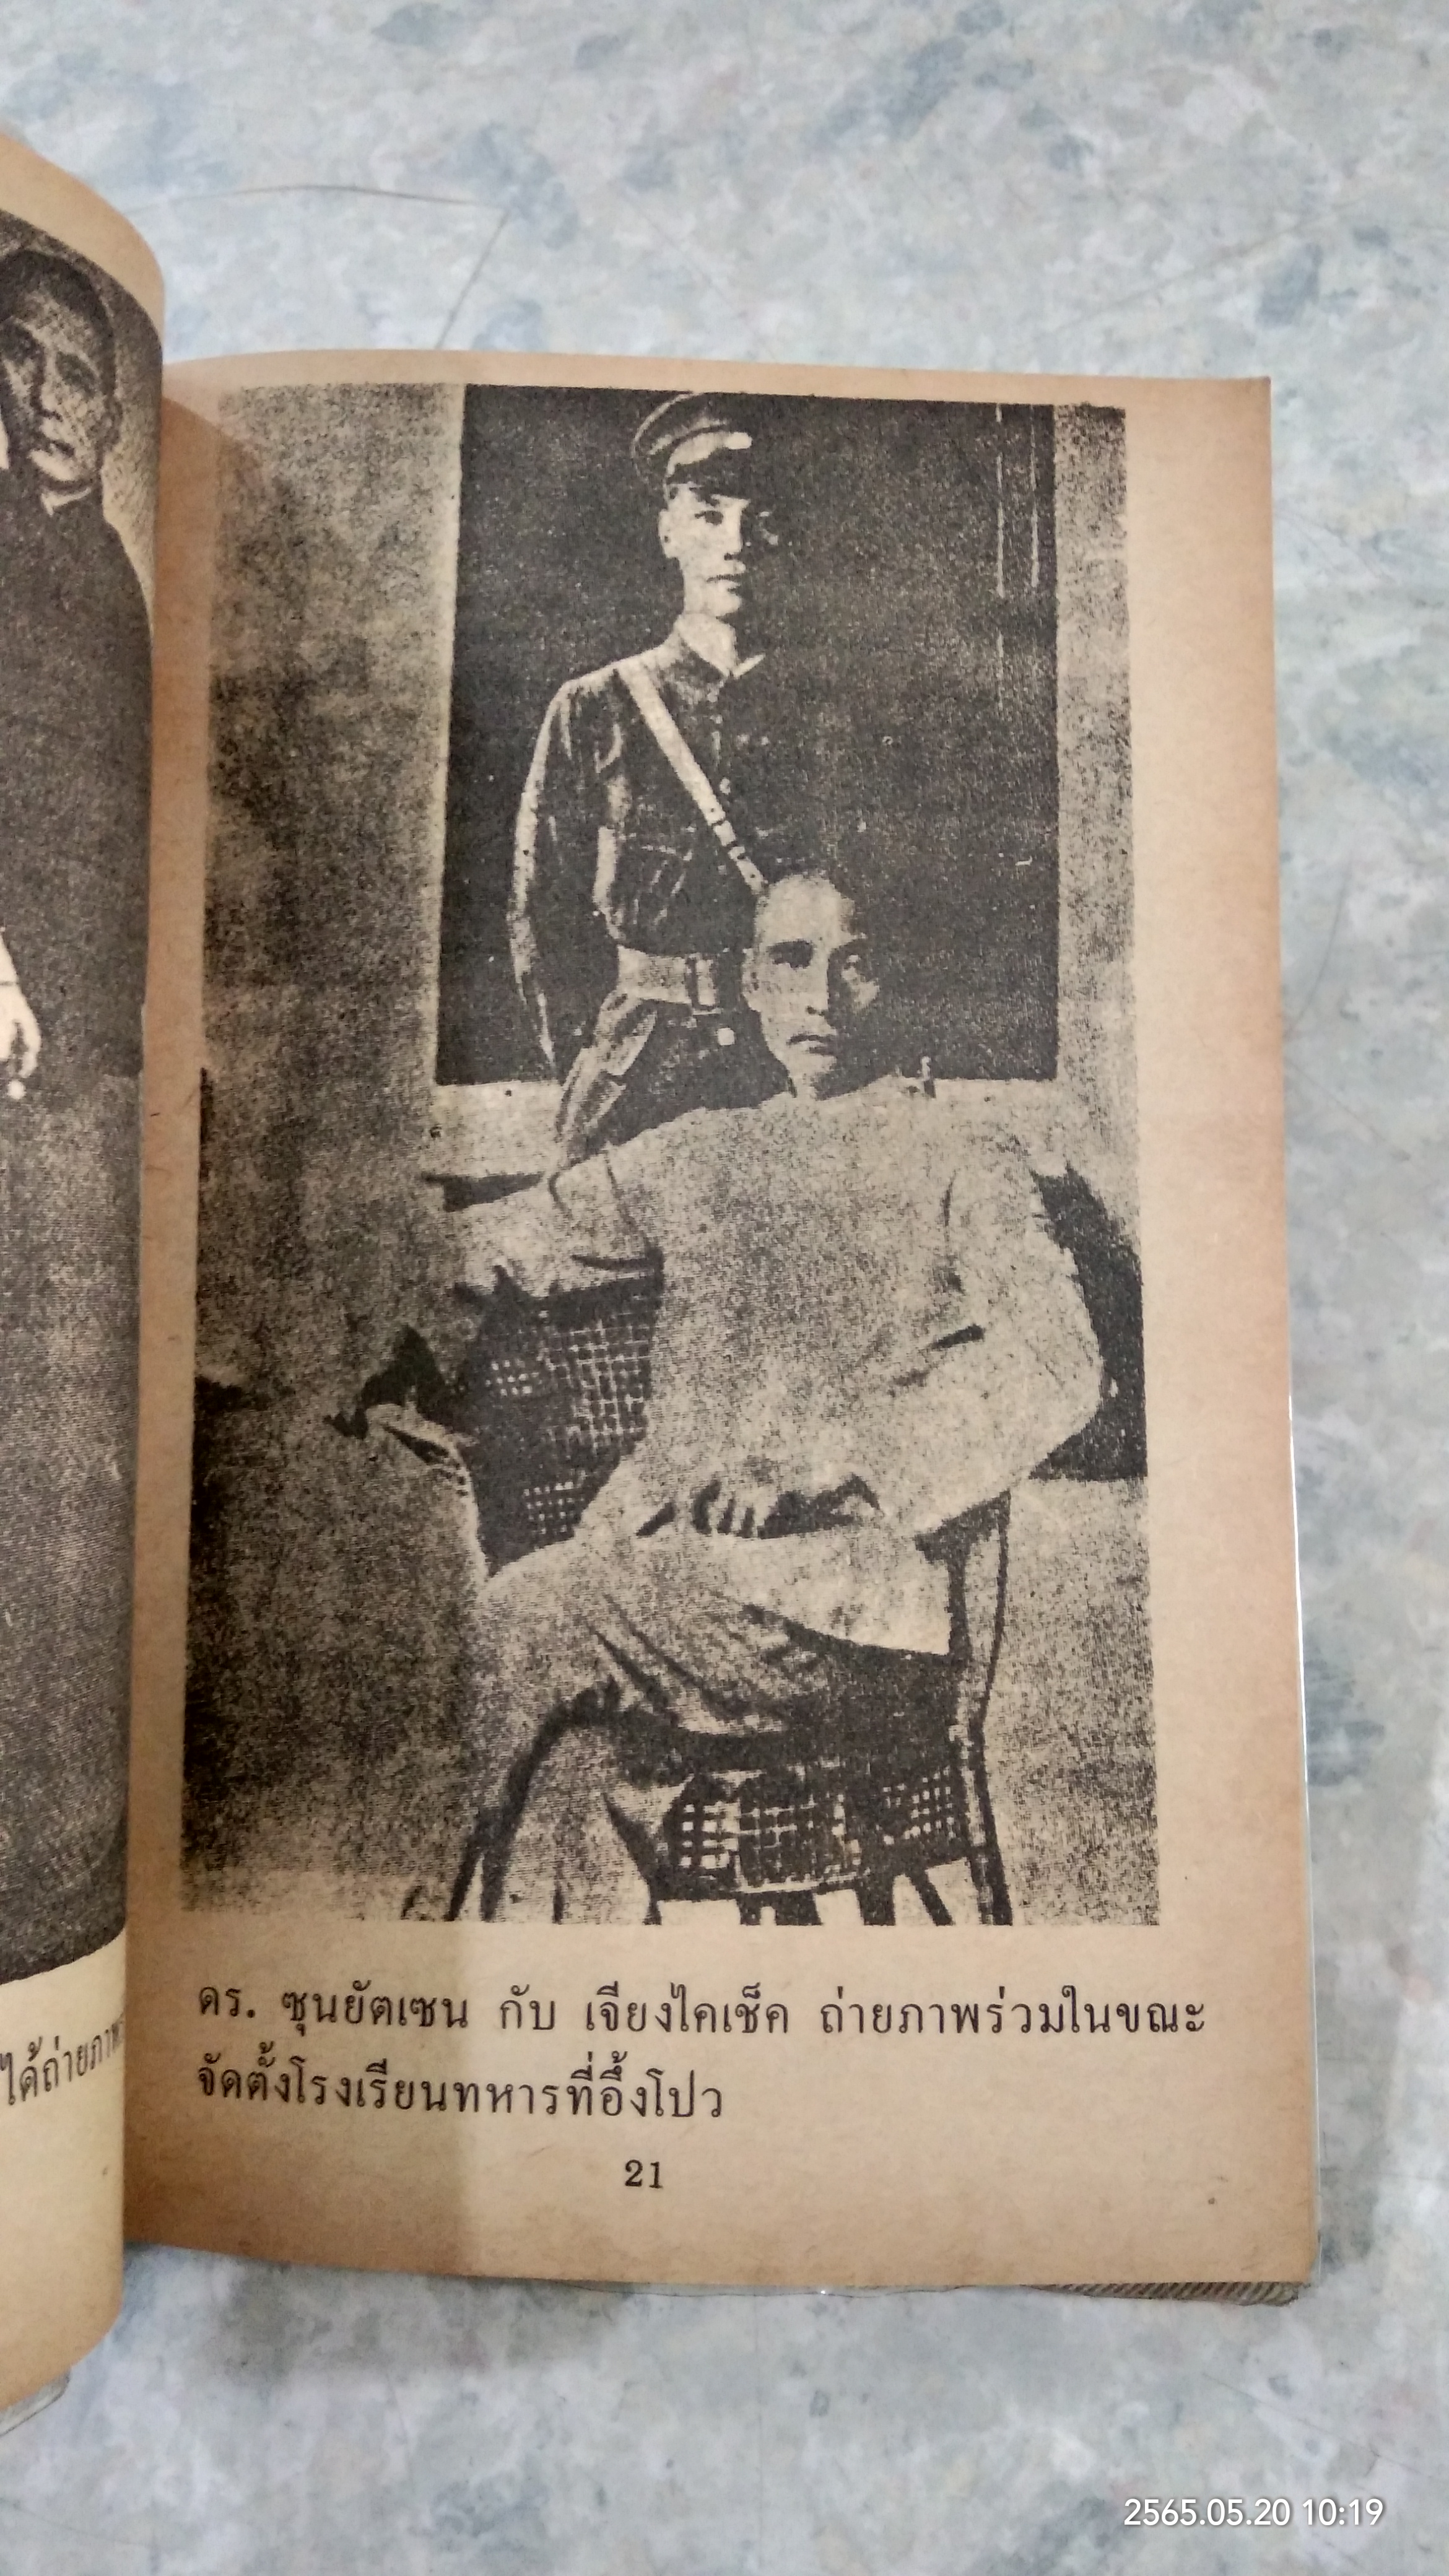 ได้ถ่ายภาพ
ดร. ซุนยัตเซน กับ เจียงไคเช็ค ถ่ายภาพร่วมในขณะ
จัดตั้งโรงเรียนทหารที่อึ้งโปว
21
2565.05.20 10:19